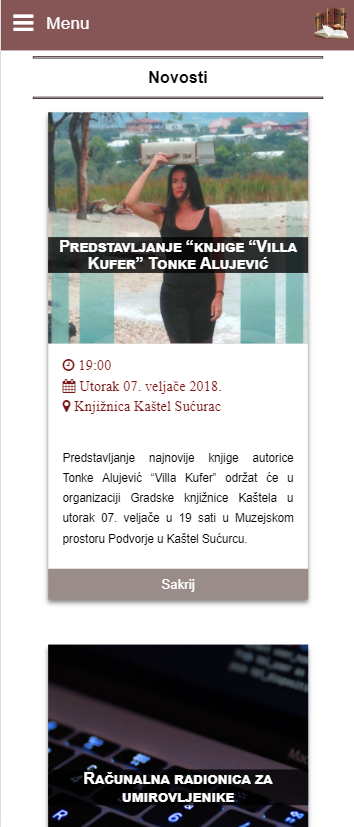 Menu
Novosti
Predstavljanje “knjige “Villa
Kufer” Tonke Alujević
19:00
Utorak 07. veljače 2018.
Knjižnica Kaštel Sućurac
Predstavljanje najnovije knjige autorice
Tonke Alujević “Villa Kufer” održat će u
organizaciji Gradske knjižnice Kaštela u
utorak 07. veljače u 19 sati u Muzejskom
prostoru Podvorje u Kaštel Sućurcu.
Sakrij
Računalna radionica za
umirovljenike